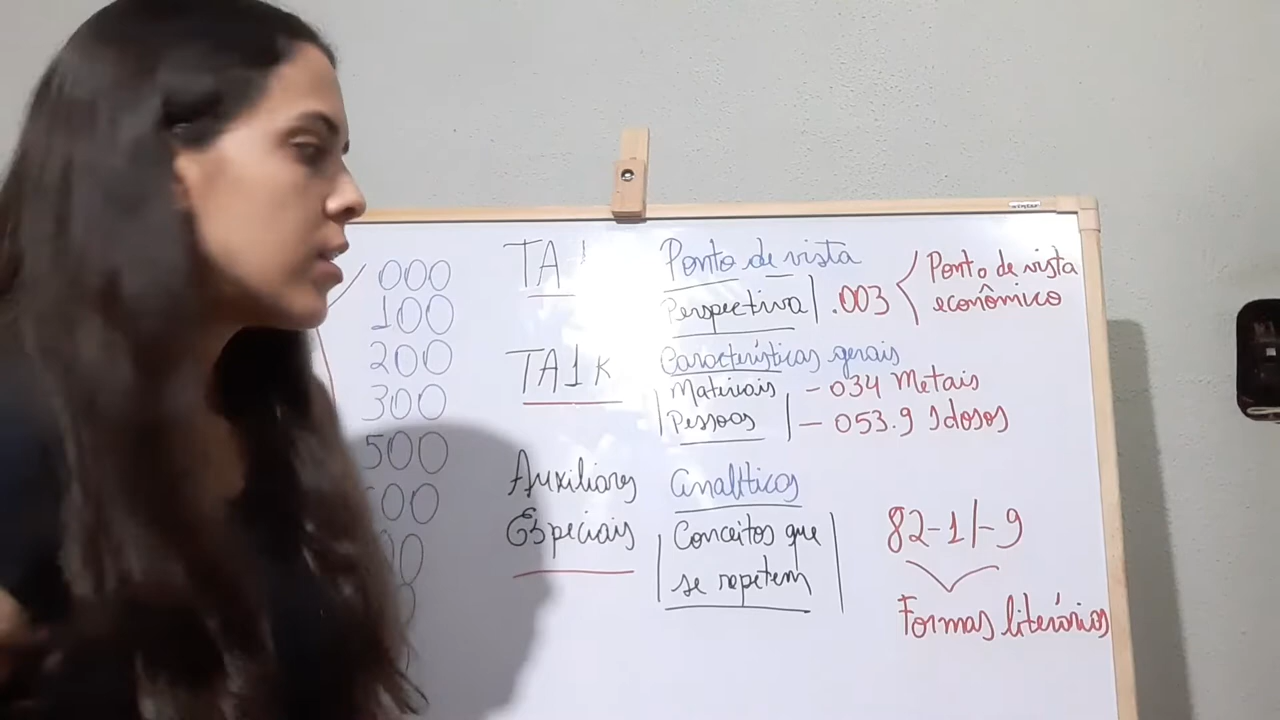 000
100
200
300
500
TA
Ponto de vista
Perspectiva .003
Ponto de vista
econômico
TA1K
Características gerais
Materiais - 034 Metais
Pessoas - 053.9 Idosos
Auxiliares
Especiais
Analíticos
Conceitos que
se repetem
82-1/-9
Formas literárias